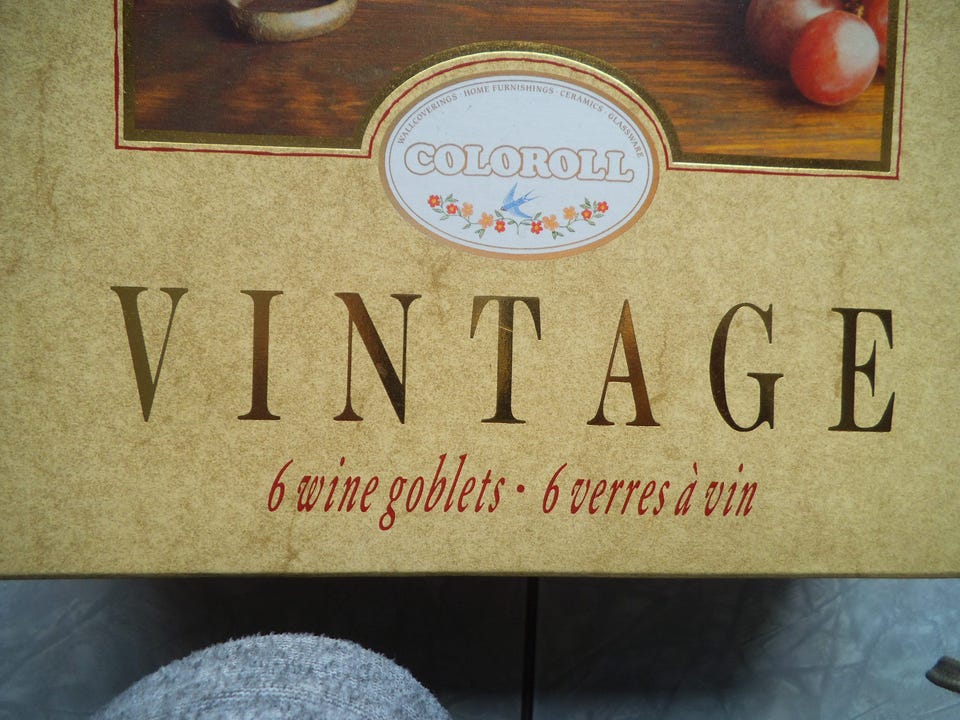 WALLCOVERINGS · HOME FURNISHINGS · CERAMICS · GLASSWARE
COLOROLL
VINTAGE
6 wine goblets · 6 verres à vin